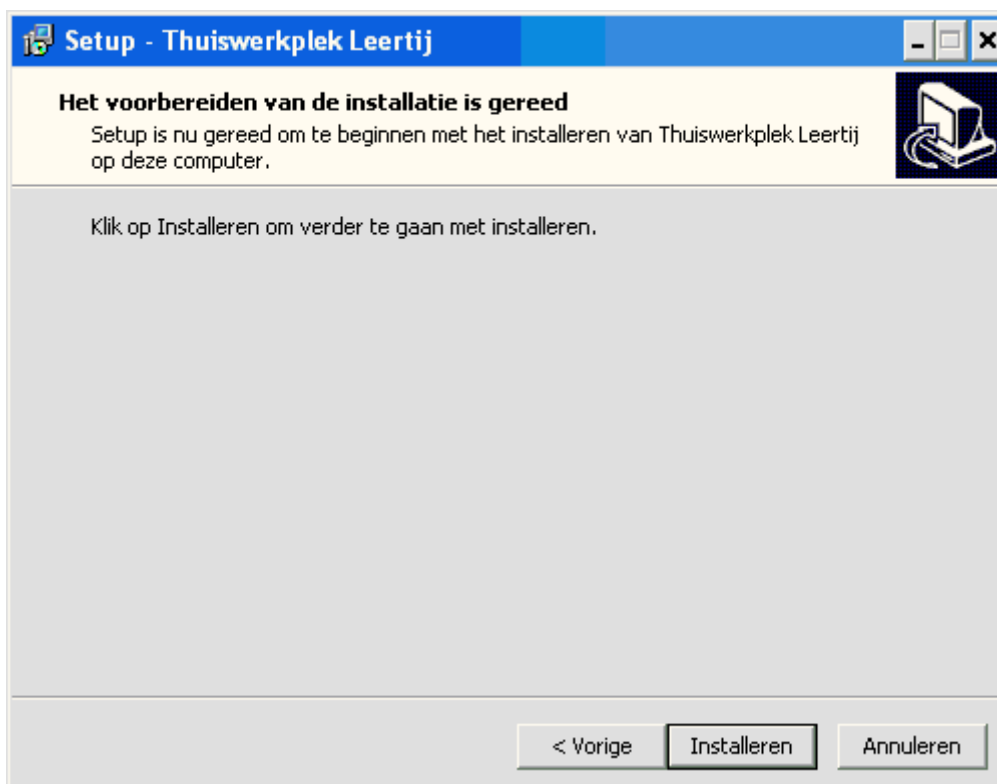 Setup - Thuiswerkplek Leertij
Het voorbereiden van de installatie is gereed
Setup is nu gereed om te beginnen met het installeren van Thuiswerkplek Leertij
op deze computer.
Klik op Installeren om verder te gaan met installeren.
< Vorige
Installeren
Annuleren